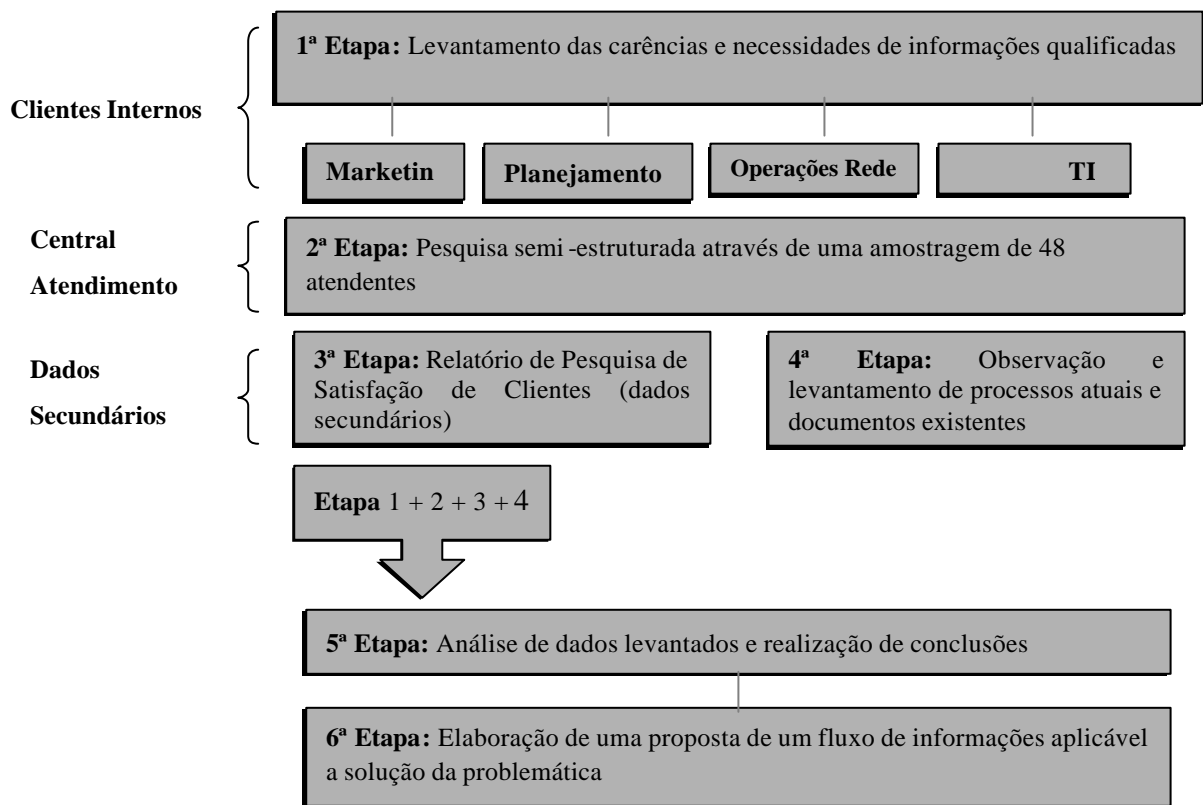 1ª Etapa: Levantamento das carências e necessidades de informações qualificadas
Clientes Internos
Marketin
Planejamento
Operações Rede
TI
Central
Atendimento
2ª Etapa: Pesquisa semi-estruturada através de uma amostragem de 48
atendentes
Dados
Secundários
3ª Etapa: Relatório de Pesquisa de
Satisfação de Clientes (dados
secundários)
4ª Etapa: Observação e
levantamento de processos atuais e
documentos existentes
Etapa 1 + 2 + 3 + 4
5ª Etapa: Análise de dados levantados e realização de conclusões
6ª Etapa: Elaboração de uma proposta de um fluxo de informações aplicável
a solução da problemática